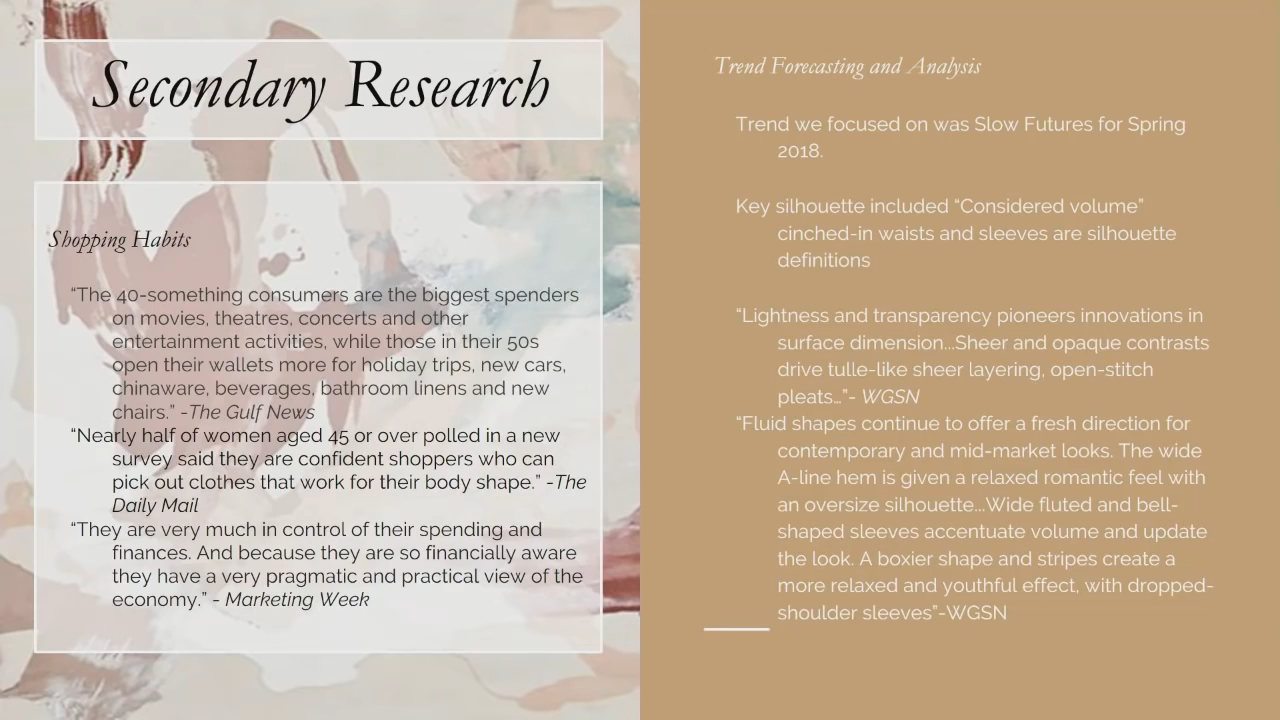 Secondary Research
Shopping Habits
“The 40-something consumers are the biggest spenders
on movies, theatres, concerts and other
entertainment activities, while those in their 50s
open their wallets more for holiday trips, new cars,
chinaware, beverages, bathroom linens and new
chairs.” -The Gulf News
“Nearly half of women aged 45 or over polled in a new
survey said they are confident shoppers who can
pick out clothes that work for their body shape.” -The
Daily Mail
“They are very much in control of their spending and
finances. And because they are so financially aware
they have a very pragmatic and practical view of the
economy.” - Marketing Week
Trend Forecasting and Analysis
Trend we focused on was Slow Futures for Spring
2018.
Key silhouette included “Considered volume”
cinched-in waists and sleeves are silhouette
definitions
“Lightness and transparency pioneers innovations in
surface dimension...Sheer and opaque contrasts
drive tulle-like sheer layering, open-stitch
pleats…”- WGSN
“Fluid shapes continue to offer a fresh direction for
contemporary and mid-market looks. The wide
A-line hem is given a relaxed romantic feel with
an oversize silhouette...Wide fluted and bell-
shaped sleeves accentuate volume and update
the look. A boxier shape and stripes create a
more relaxed and youthful effect, with dropped-
shoulder sleeves”-WGSN